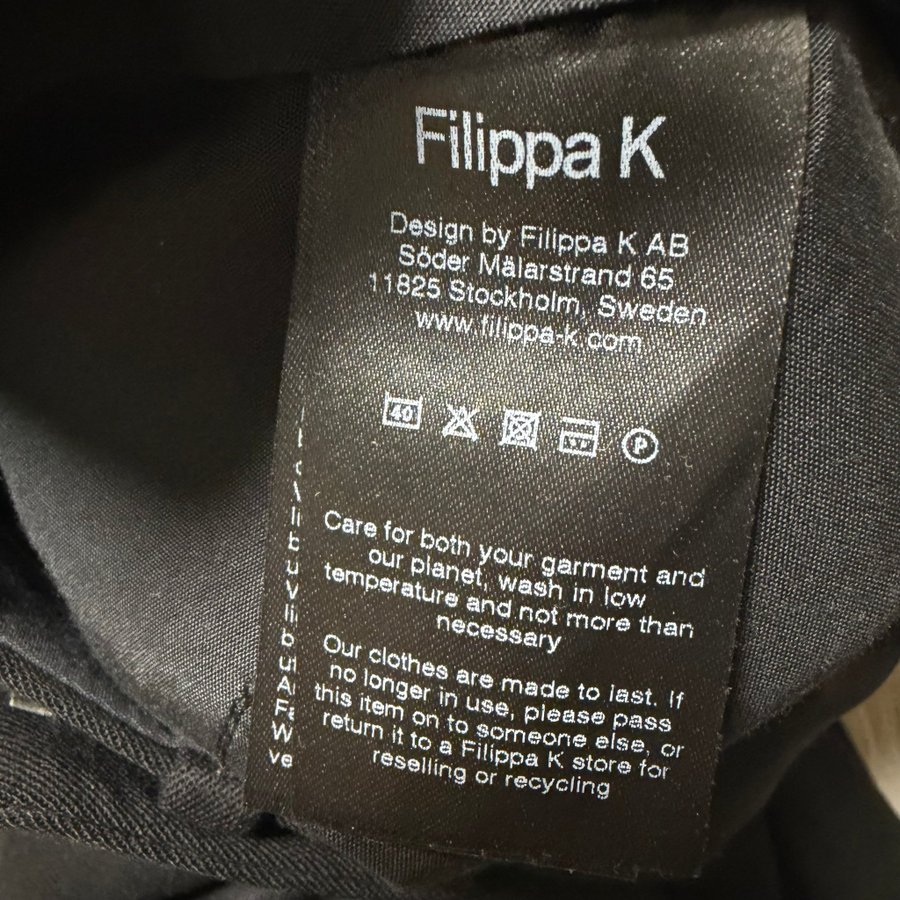 Filippa K
Design by Filippa K AB
Söder Mälarstrand 65
11825 Stockholm, Sweden
www.filippa-k.com
40
P
Care for both your garment and
our planet, wash in low
temperature and not more than
necessary
Our clothes are made to last. If
no longer in use, please pass
this item on to someone else, or
return it to a Filippa K store for
reselling or recycling